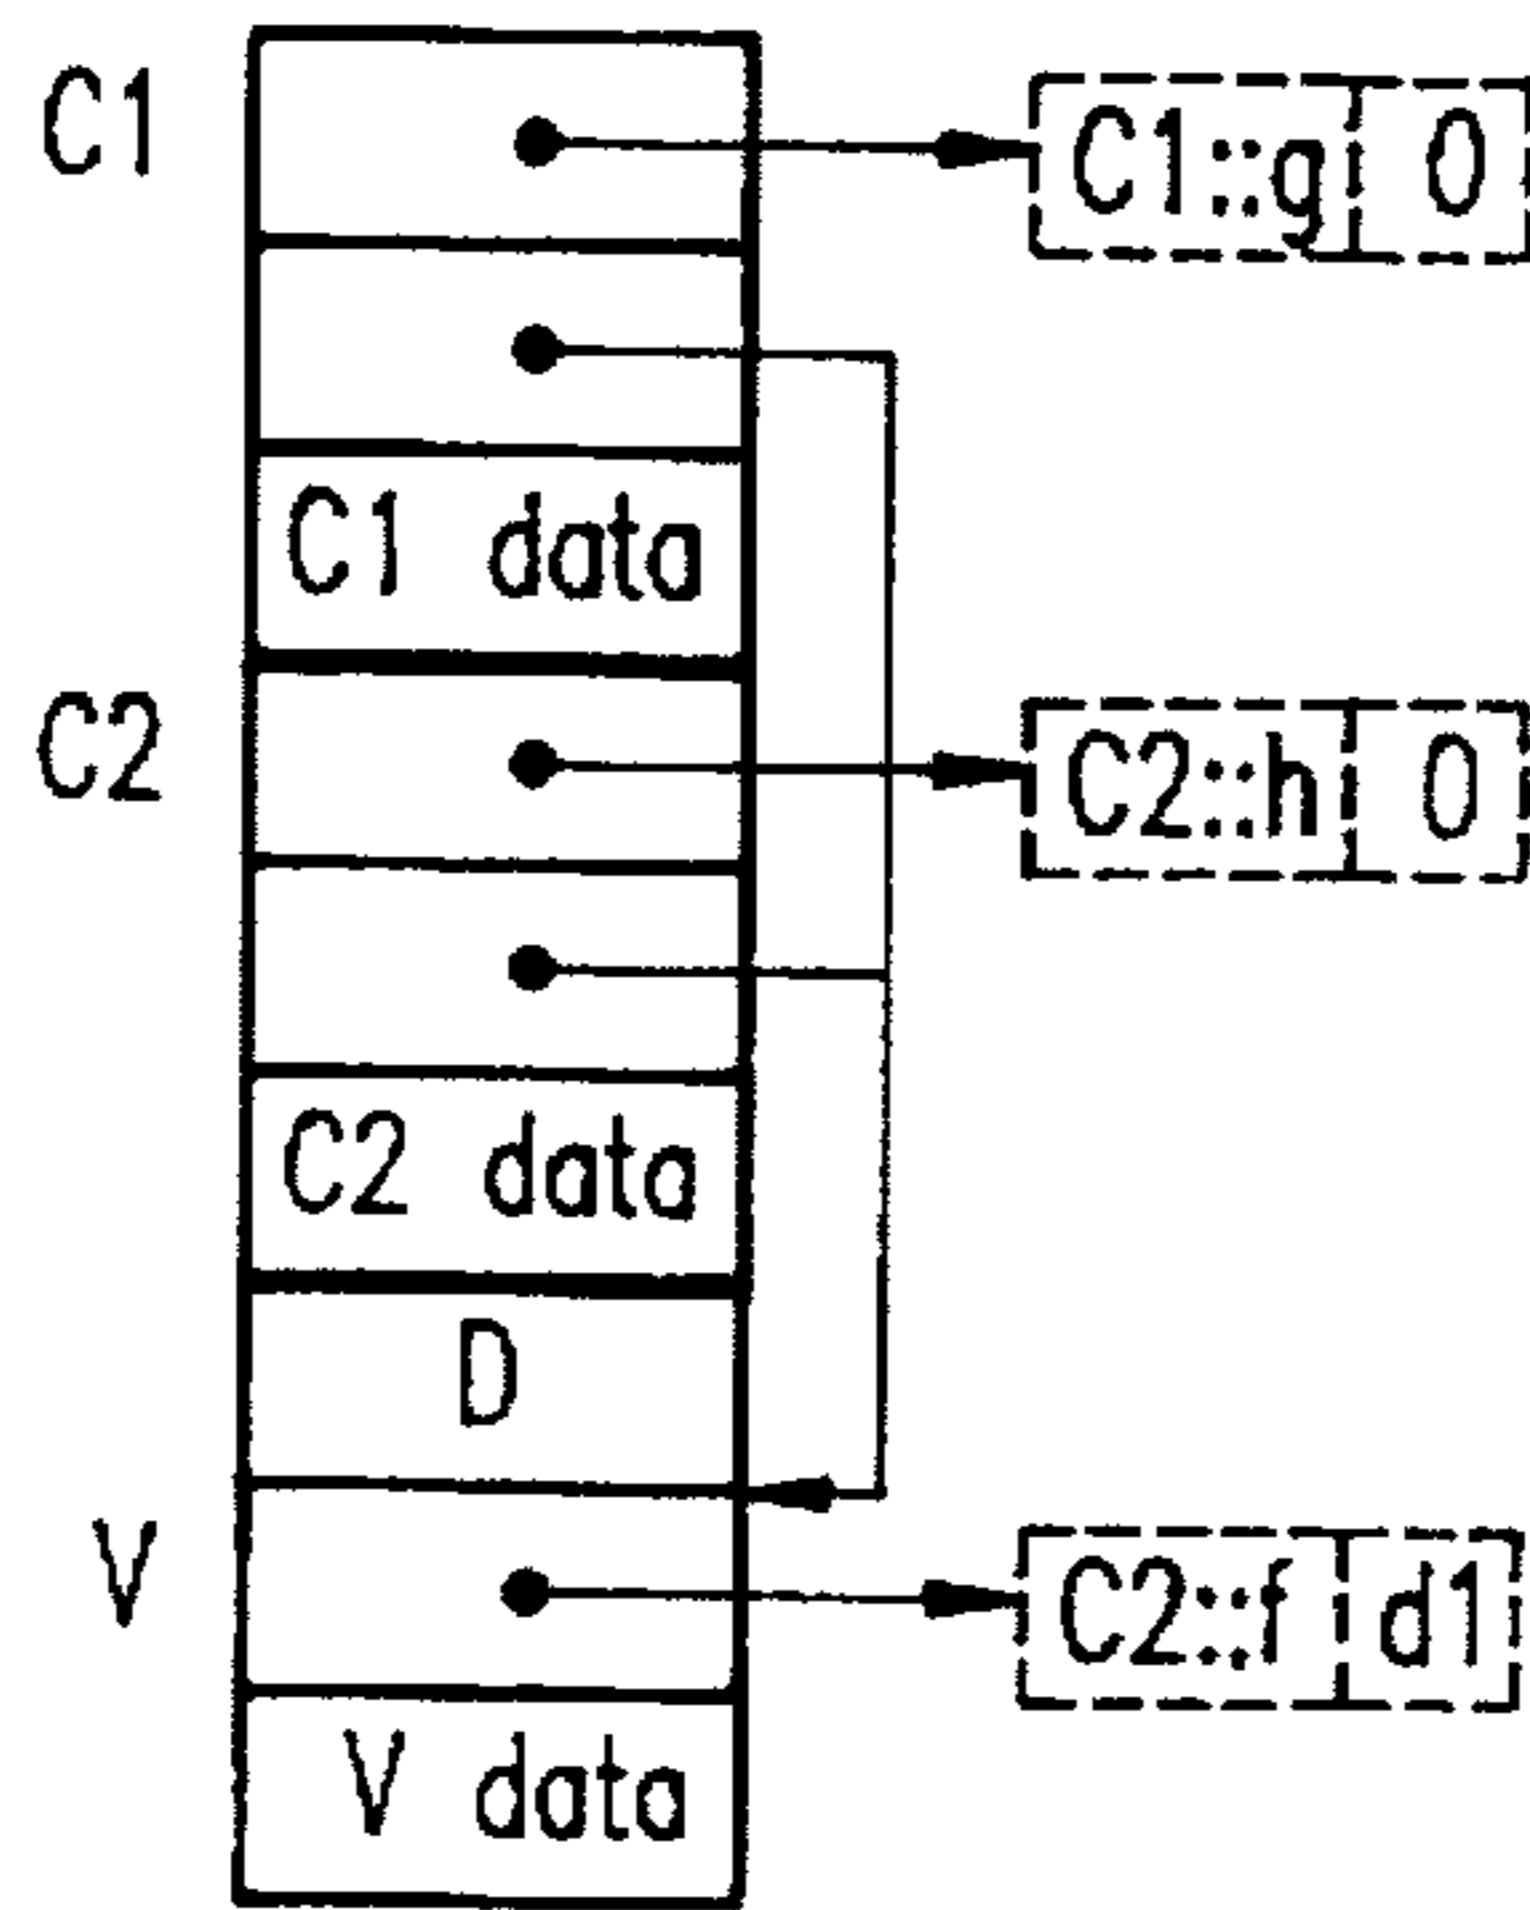 C1
C1::g 0
C1 data
C2
C2::h 0
C2 data
D
V
C2::f d1
V data